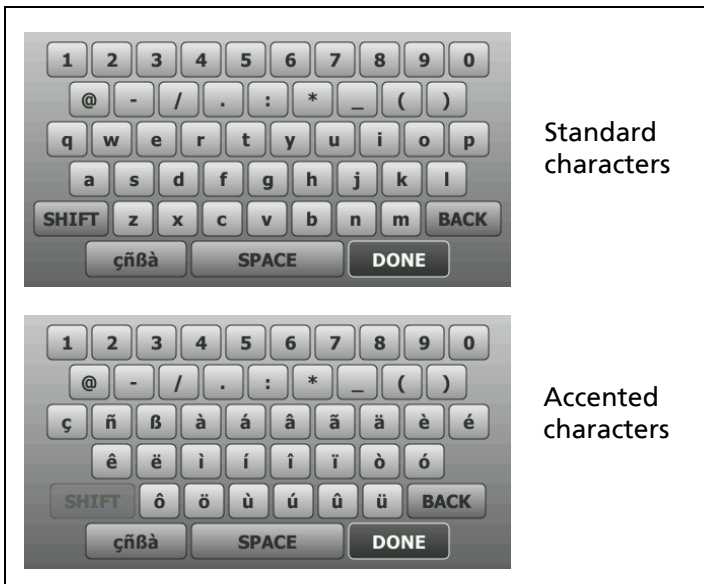 1 2 3 4 5 6 7 8 9 0
@ - / . : * _ ( )
q w e r t y u i o p
a s d f g h j k l
SHIFT z x c v b n m BACK
çñßà SPACE DONE
Standard
characters
1 2 3 4 5 6 7 8 9 0
@ - / . : * _ ( )
ç ñ ß à á â ã ä è é
ê ë ì í î ï ò ó
SHIFT ô ö ù ú û ü BACK
çñßà SPACE DONE
Accented
characters